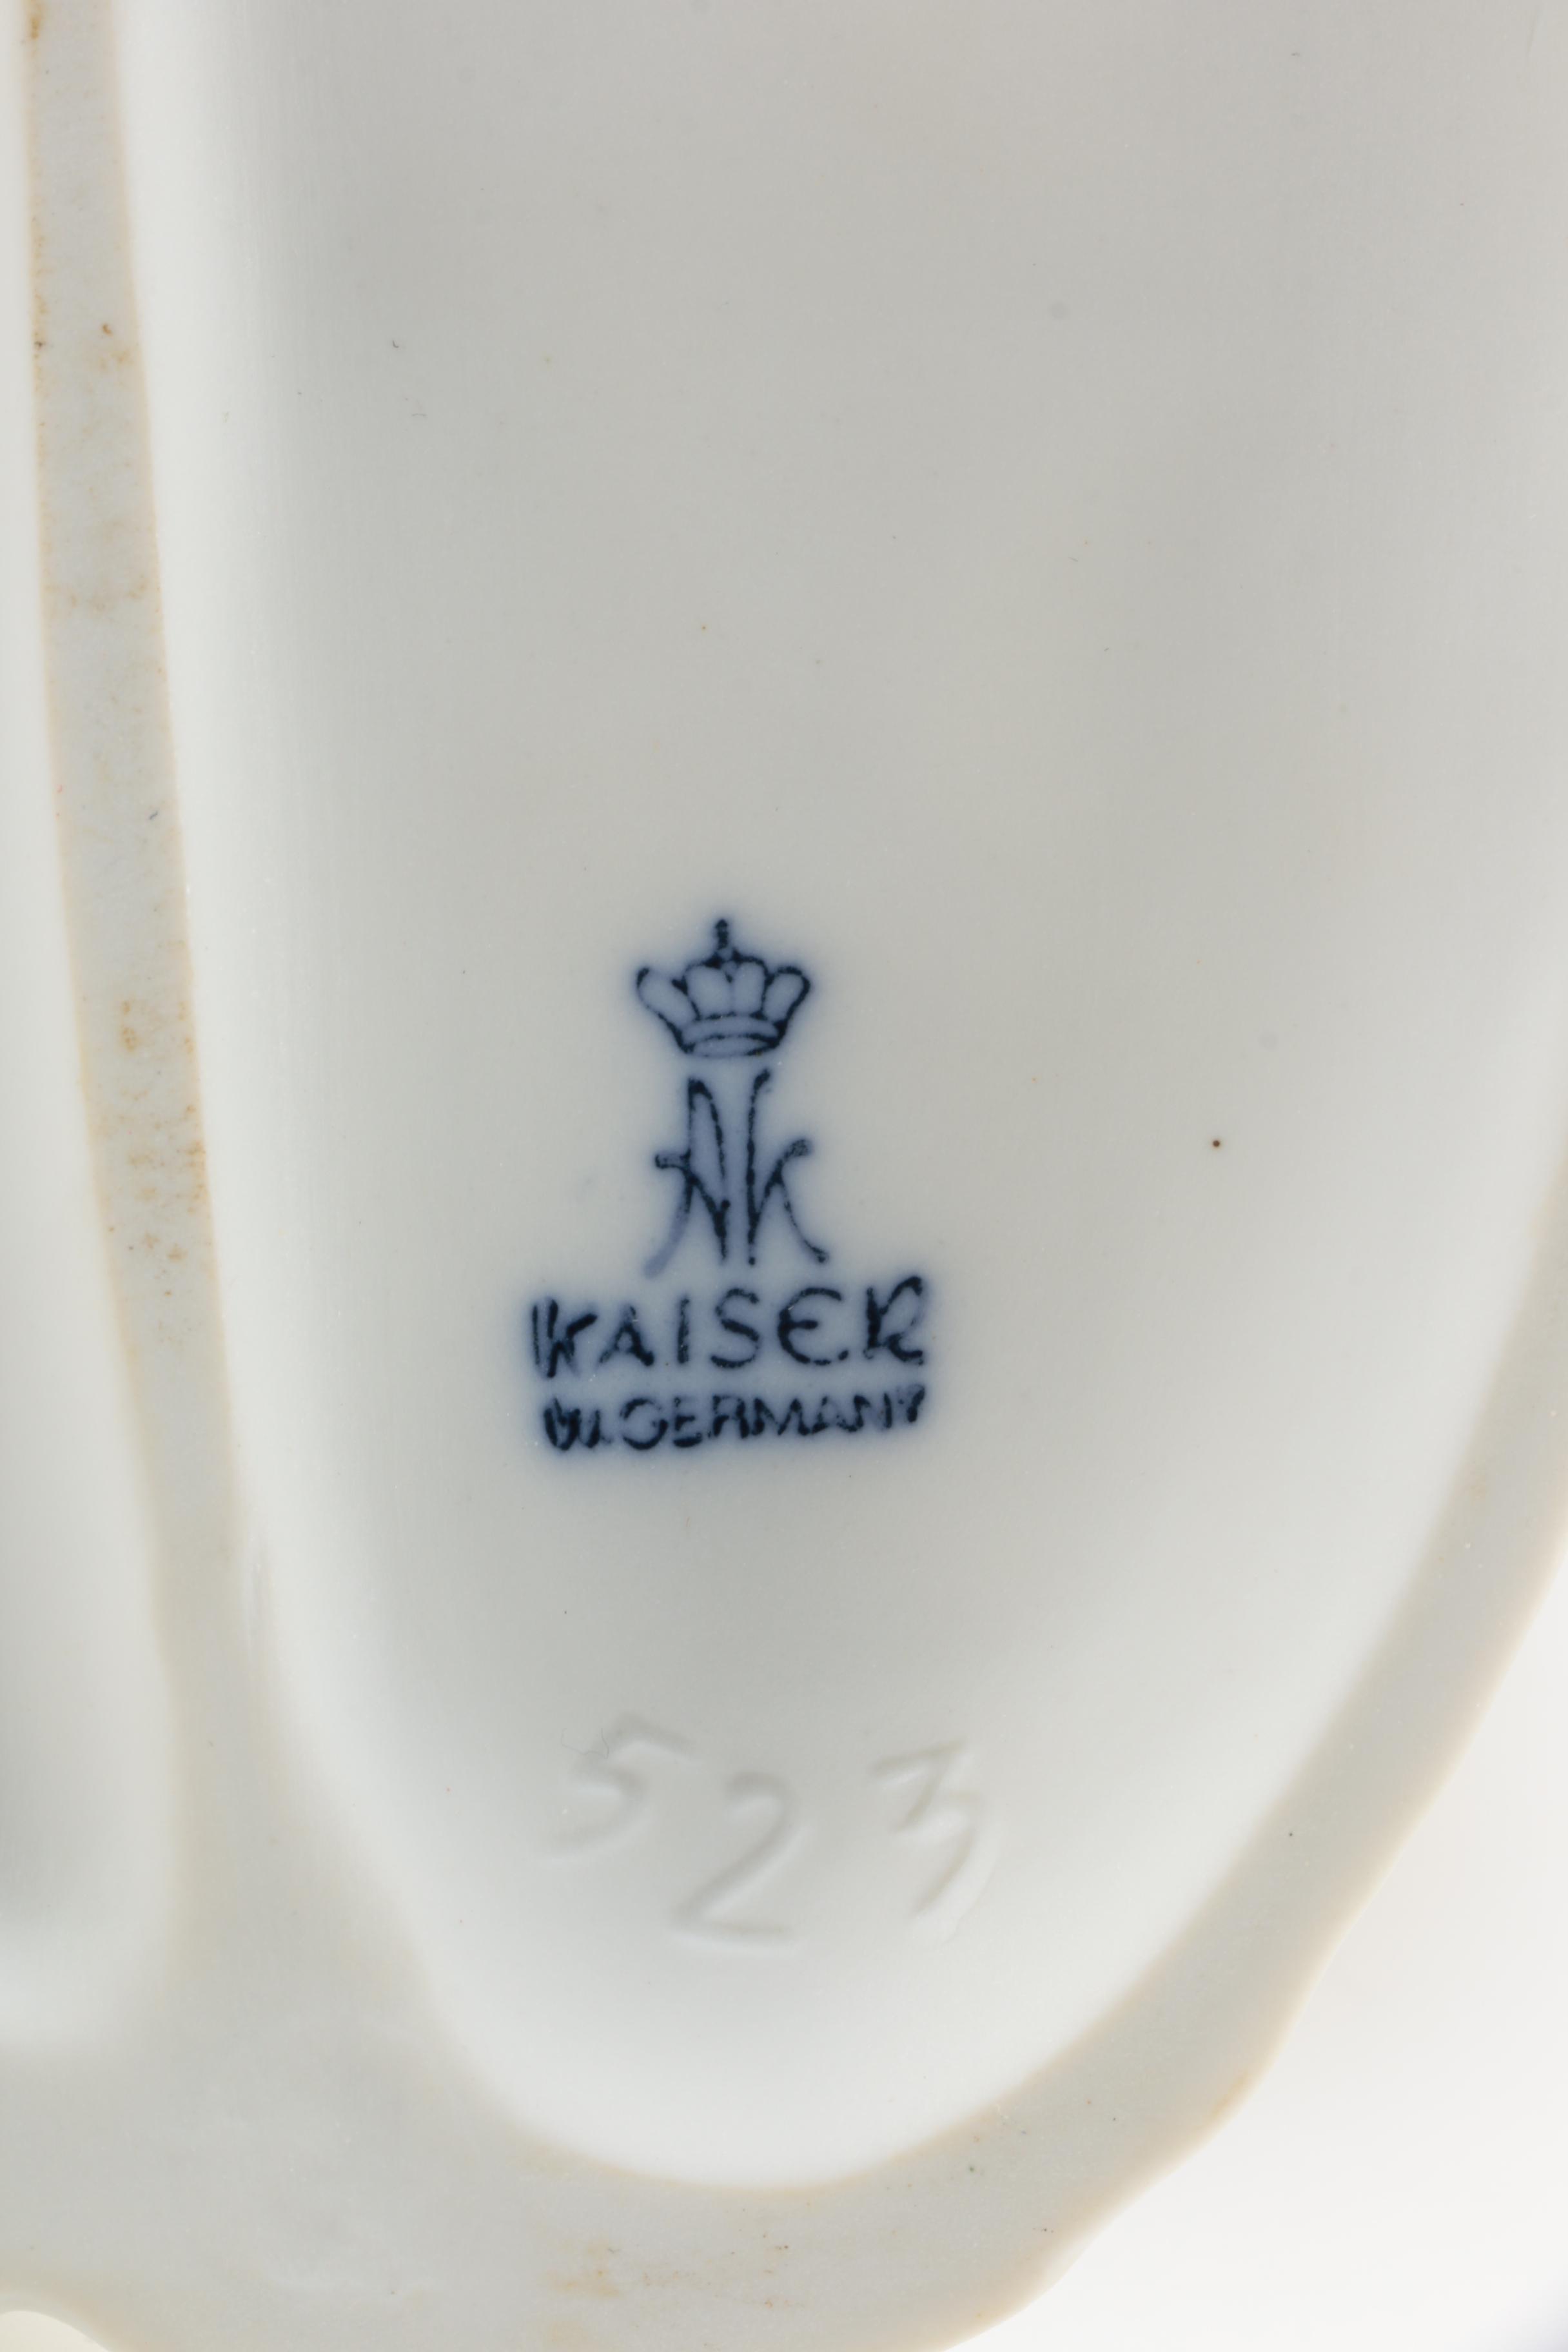 AK
KAISER
W.GERMANY
523